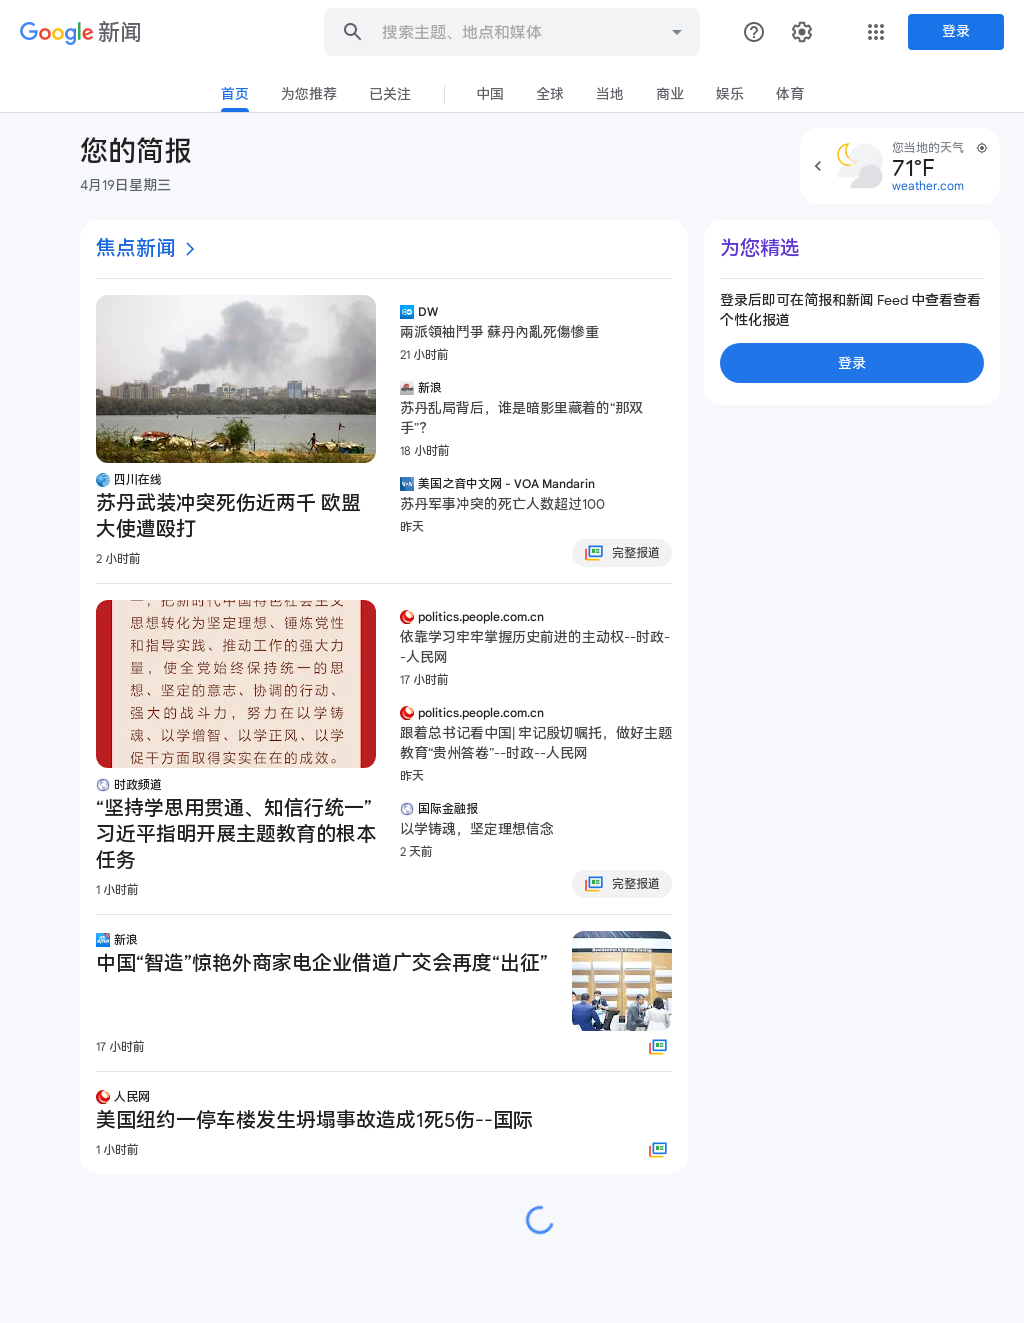 Google 新闻
搜索主题、地点和媒体
登录
首页
为您推荐
已关注
中国
全球
当地
商业
娱乐
体育
您的简报
4月19日星期三
您当地的天气
71°F
weather.com
焦点新闻
四川在线
苏丹武装冲突死伤近两千 欧盟
大使遭殴打
2 小时前
DW
兩派領袖鬥爭 蘇丹內亂死傷慘重
21 小时前
新浪
苏丹乱局背后，谁是暗影里藏着的“那双
手”？
18 小时前
美国之音中文网 - VOA Mandarin
苏丹军事冲突的死亡人数超过100
昨天
完整报道
一，把新时代中国特色社会主义
思想转化为坚定理想、锤炼党性
和指导实践、推动工作的强大力
量，使全党始终保持统一的思
想、坚定的意志、协调的行动、
强大的战斗力，努力在以学铸
魂、以学增智、以学正风、以学
促干方面取得实实在在的成效。
时政频道
“坚持学思用贯通、知信行统一”
习近平指明开展主题教育的根本
任务
1 小时前
politics.people.com.cn
依靠学习牢牢掌握历史前进的主动权--时政-
-人民网
17 小时前
politics.people.com.cn
跟着总书记看中国| 牢记殷切嘱托，做好主题
教育“贵州答卷”--时政--人民网
昨天
国际金融报
以学铸魂，坚定理想信念
2 天前
完整报道
新浪
中国“智造”惊艳外商家电企业借道广交会再度“出征”
17 小时前
人民网
美国纽约一停车楼发生坍塌事故造成1死5伤--国际
1 小时前
为您精选
登录后即可在简报和新闻 Feed 中查看查看
个性化报道
登录